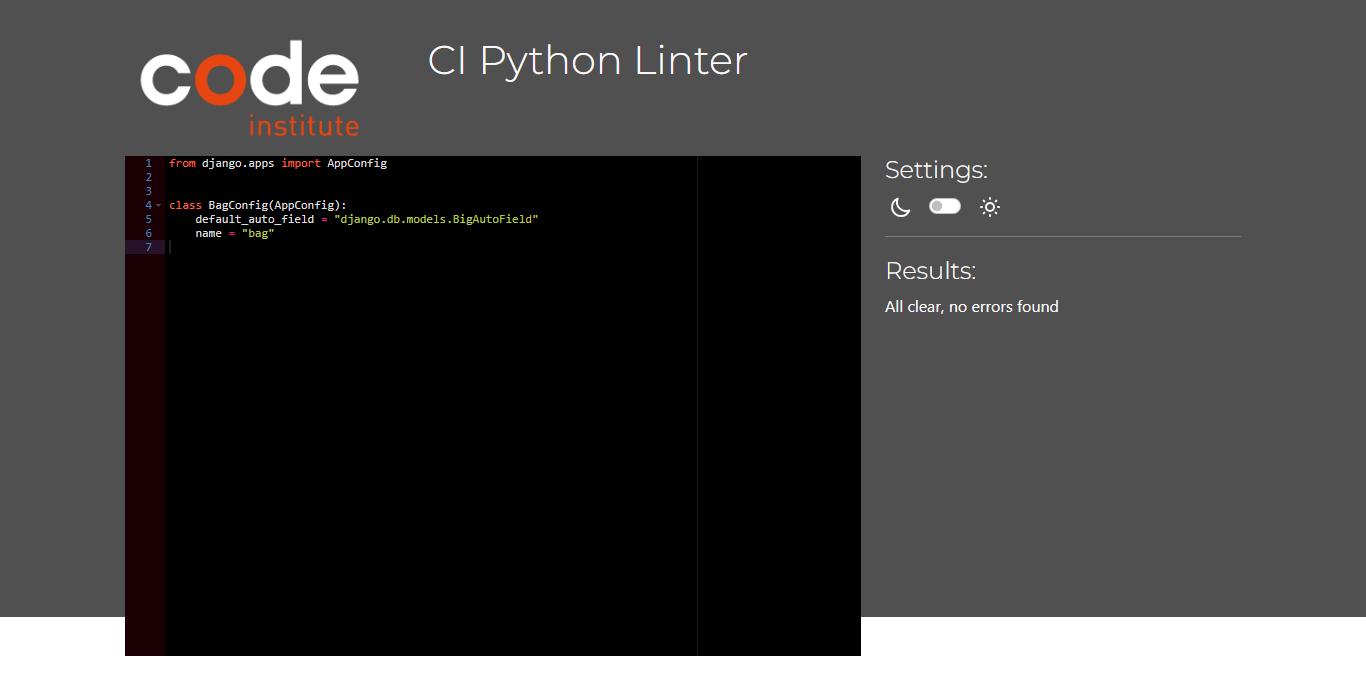 code
institute
CI Python Linter
1 from django.apps import AppConfig
2
3
4 class BagConfig(AppConfig):
5     default_auto_field = "django.db.models.BigAutoField"
6     name = "bag"
7
Settings:
Results:
All clear, no errors found